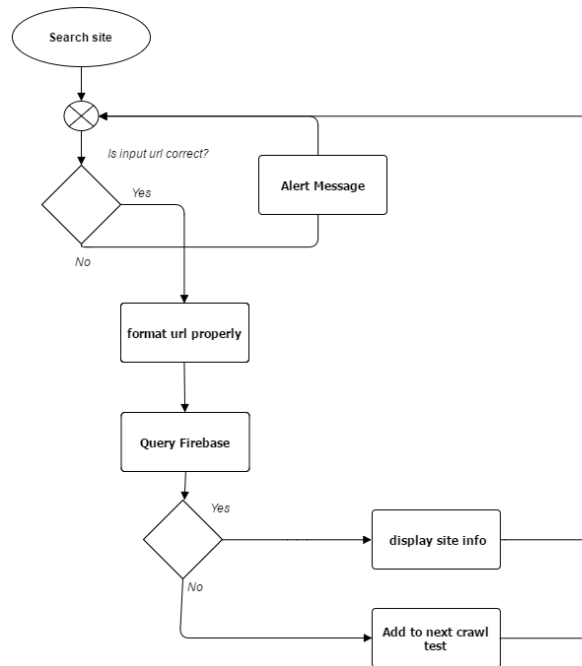 Search site
Is input url correct?
Alert Message
Yes
No
format url properly
Query Firebase
Yes
display site info
No
Add to next crawl
test